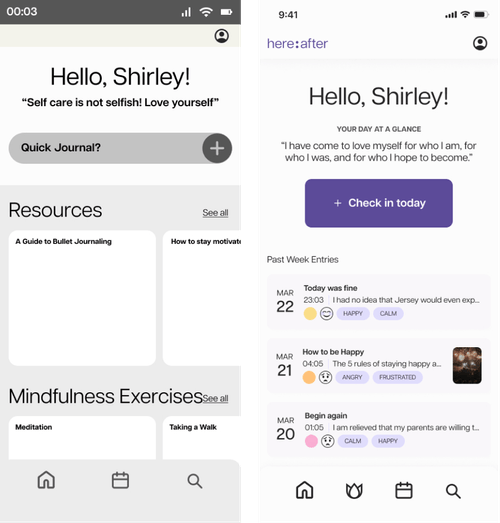 00:03
Hello, Shirley!
“Self care is not selfish! Love yourself”
Quick Journal?
Resources
See all
A Guide to Bullet Journaling
How to stay motivate
Mindfulness Exercises
See all
Meditation
Taking a Walk
9:41
here:after
Hello, Shirley!
YOUR DAY AT A GLANCE
“I have come to love myself for who I am, for
who I was, and for who I hope to become.”
+ Check in today
Past Week Entries
MAR
22
Today was fine
23:03 | I had no idea that Jersey would even exp...
HAPPY CALM
MAR
21
How to be Happy
04:05 | The 5 rules of staying happy a...
ANGRY FRUSTRATED
MAR
20
Begin again
01:05 | I am relieved that my parents are willing t...
CALM HAPPY